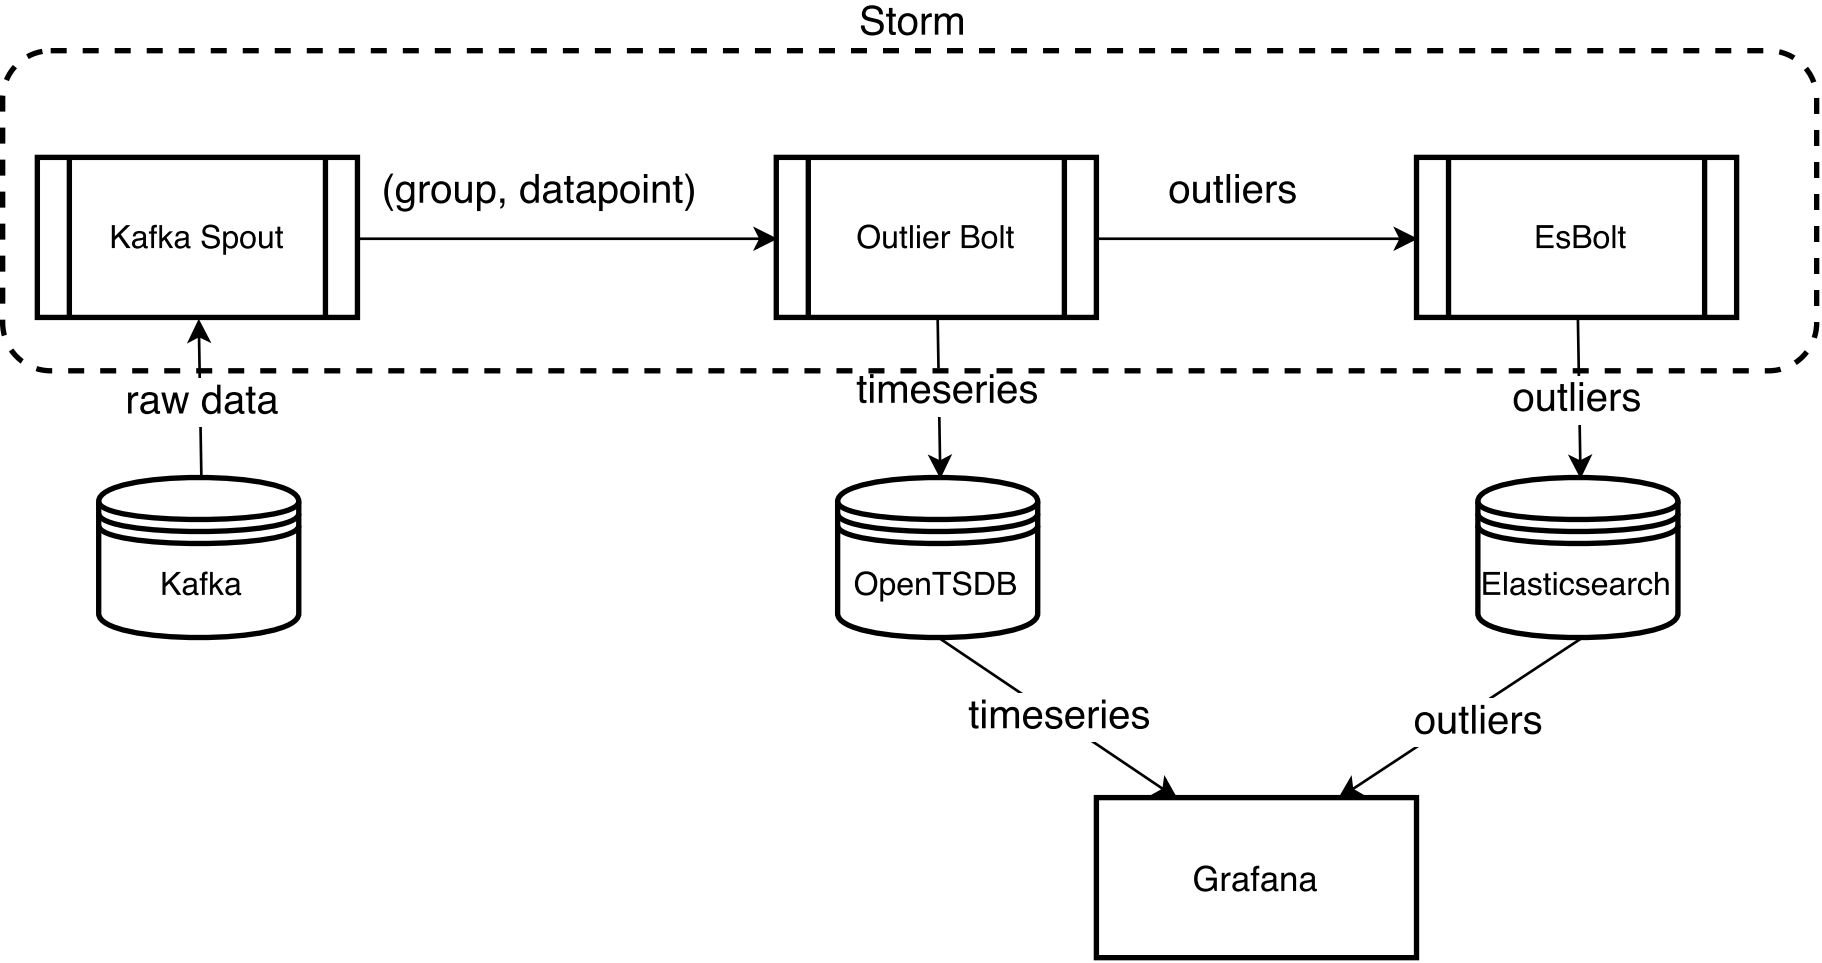 Storm
Kafka Spout
(group, datapoint)
Outlier Bolt
outliers
EsBolt
raw data
timeseries
outliers
Kafka
OpenTSDB
Elasticsearch
timeseries
outliers
Grafana